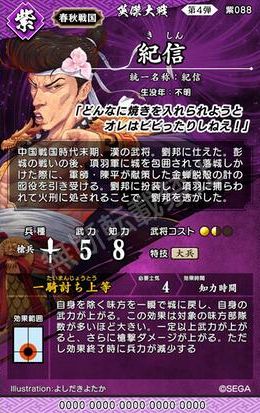 紫 春秋戦国 英傑大戦 第4弾 紫088
きしん
紀信
統一名称：紀信
生没年：不明
「どんなに焼きを入れられようと
オレはビビったりしねえ！」
中国戦国時代末期、漢の武将。劉邦に仕えた。彭
城の戦いの後、項羽軍に城を包囲されて落城しか
けた際に、軍師・陳平が献策した金蝉脱殻の計の
囮役を引き受ける。劉邦に扮装し、項羽に捕らわ
れて火刑に処されることで、劉邦を逃がした。
兵種 武力 知力 武将コスト
槍兵 5 8 特技 大兵
たいまんじょうとう 必要士気 効果時間
一騎討ち上等 4 知力時間
効果範囲
自身を除く味方を一瞬で城に戻し、自身の
武力が上がる。この効果は対象の味方部隊
数が多いほど大きい。一定以上武力が上が
ると、さらに槍撃ダメージが上がる。ただ
し効果終了時に兵力が減少する
Illustration:よしだきよたか ©SEGA
0000 0000 0000 0000 0000